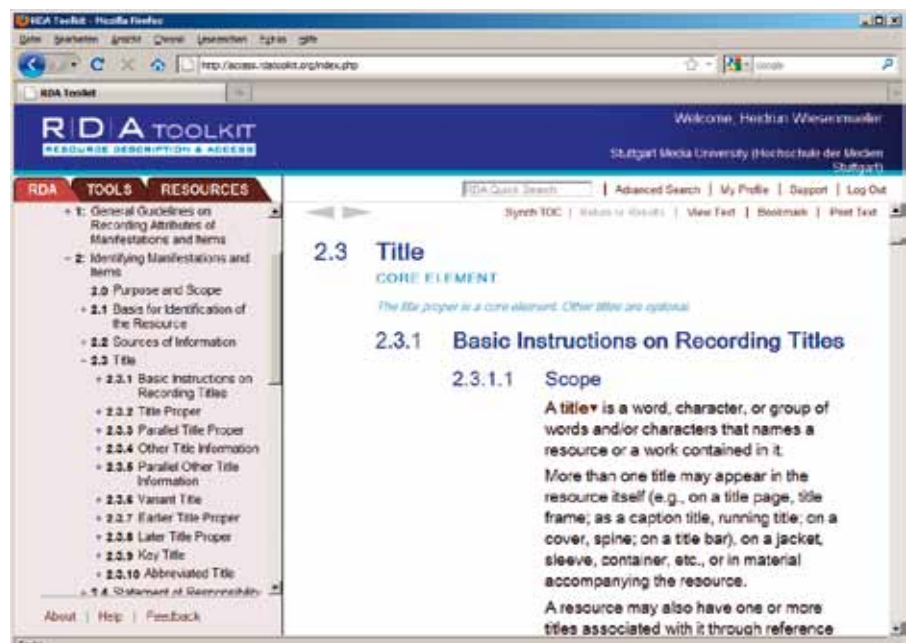 RDA Toolkit - Mozilla Firefox
Datei Bearbeiten Ansicht Chronik Lesezeichen Extras Hilfe
http://access.rdatoolkit.org/index.php
Google
RDA Toolkit
RDA TOOLKIT
RESOURCE DESCRIPTION & ACCESS
Welcome, Heidrun Wiesenmueller
Stuttgart Media University (Hochschule der Medien
Stuttgart)
RDA TOOLS RESOURCES
RDA Quick Search | Advanced Search | My Profile | Support | Log Out
Synch TOC | Return to Results | View Text | Bookmark | Print Text
+ 1: General Guidelines on
Recording Attributes of
Manifestations and Items
- 2: Identifying Manifestations and
Items
2.0 Purpose and Scope
+ 2.1 Basis for Identification of
the Resource
+ 2.2 Sources of Information
- 2.3 Title
+ 2.3.1 Basic Instructions on
Recording Titles
+ 2.3.2 Title Proper
+ 2.3.3 Parallel Title Proper
+ 2.3.4 Other Title Information
+ 2.3.5 Parallel Other Title
Information
+ 2.3.6 Variant Title
+ 2.3.7 Earlier Title Proper
+ 2.3.8 Later Title Proper
+ 2.3.9 Key Title
+ 2.3.10 Abbreviated Title
+ 2.4 Statement of Responsibility
About | Help | Feedback
2.3 Title
CORE ELEMENT
The title proper is a core element. Other titles are optional.
2.3.1 Basic Instructions on Recording Titles
2.3.1.1 Scope
A title▾ is a word, character, or group of
words and/or characters that names a
resource or a work contained in it.
More than one title may appear in the
resource itself (e.g., on a title page, title
frame; as a caption title, running title; on a
cover, spine; on a title bar), on a jacket,
sleeve, container, etc., or in material
accompanying the resource.
A resource may also have one or more
titles associated with it through reference